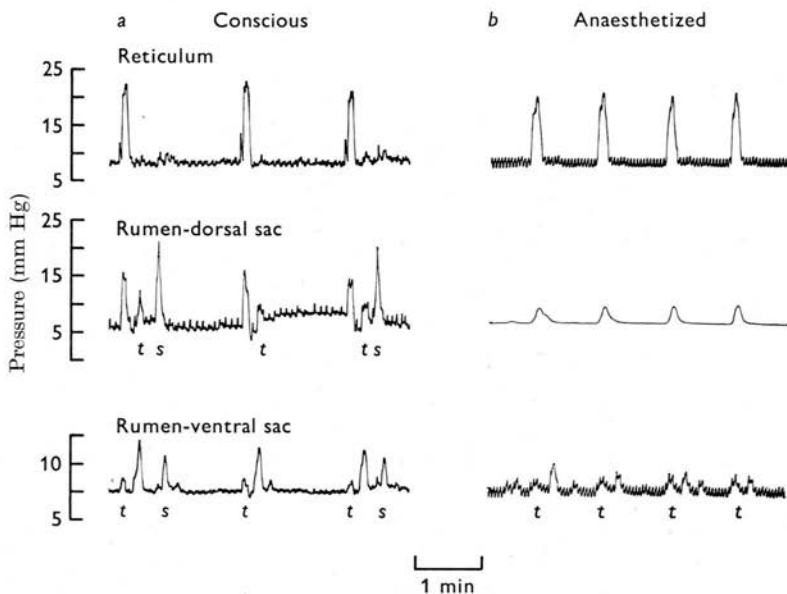 a Conscious b Anaesthetized
Reticulum
25
15
5
Rumen-dorsal sac
25
15
5
t s t t s
Pressure (mm Hg)
Rumen-ventral sac
10
5
t s t t s t t t t
1 min